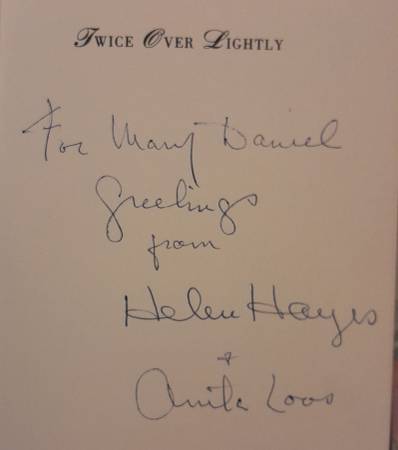 Twice Over Lightly
For Mary Daniel
Greetings
from
Helen Hayes
+
Anita Loos